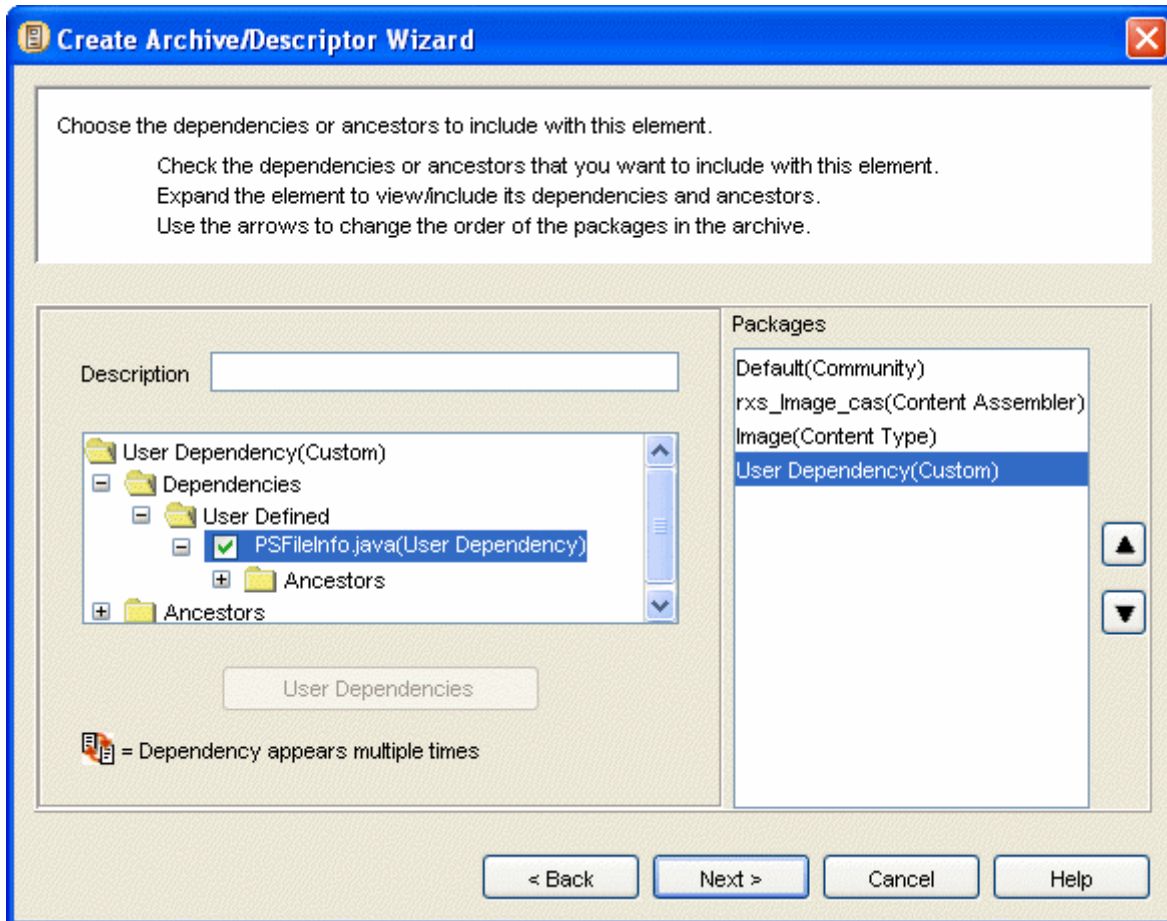 Create Archive/Descriptor Wizard
Choose the dependencies or ancestors to include with this element.
Check the dependencies or ancestors that you want to include with this element.
Expand the element to view/include its dependencies and ancestors.
Use the arrows to change the order of the packages in the archive.
Description
User Dependency(Custom)
Dependencies
User Defined
PSFileInfo.java(User Dependency)
Ancestors
Ancestors
User Dependencies
= Dependency appears multiple times
Packages
Default(Community)
rxs_Image_cas(Content Assembler)
Image(Content Type)
User Dependency(Custom)
< Back
Next >
Cancel
Help